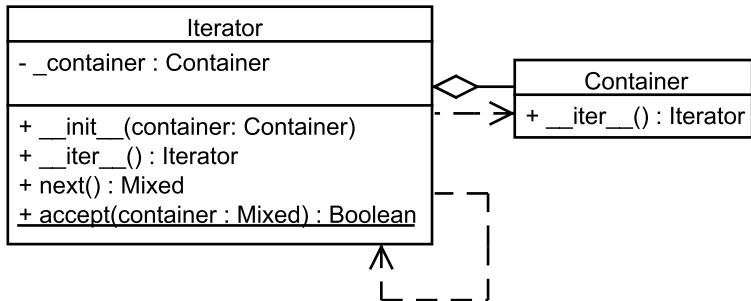 Iterator
- _container : Container
+ __init__(container: Container)
+ __iter__() : Iterator
+ next() : Mixed
+ accept(container : Mixed) : Boolean
Container
+ __iter__() : Iterator